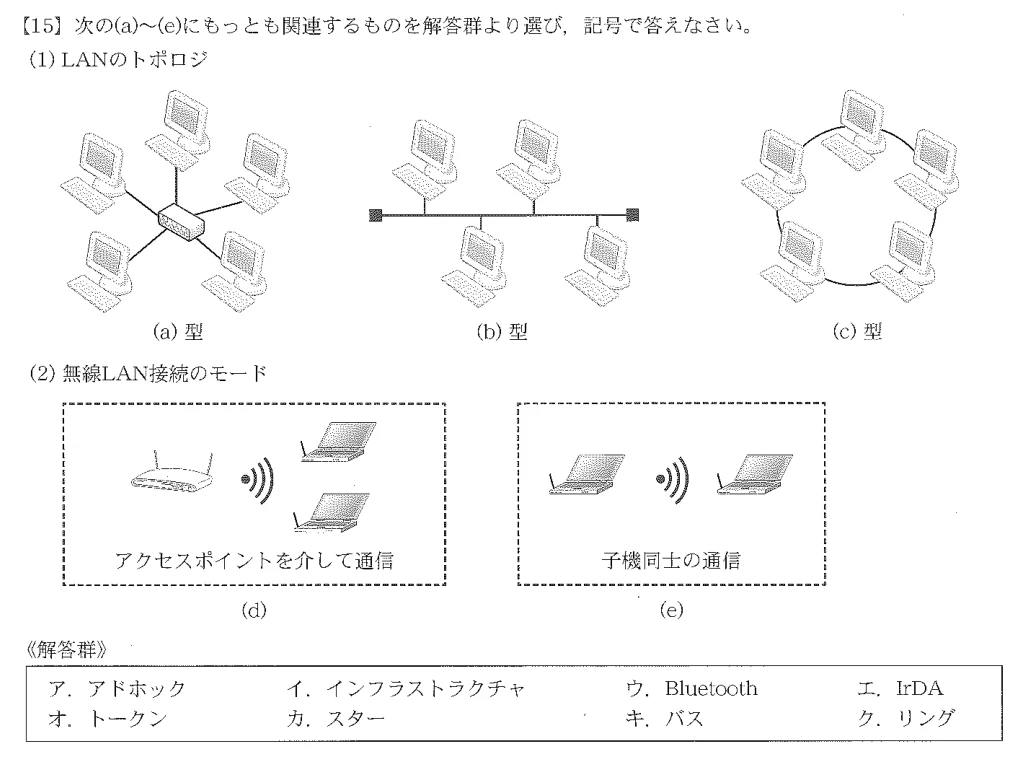 【15】次の(a)～(e)にもっとも関連するものを解答群より選び，記号で答えなさい。
(1) LANのトポロジ
(a) 型
(b) 型
(c) 型
(2) 無線LAN接続のモード
アクセスポイントを介して通信
子機同士の通信
(d)
(e)
《解答群》
ア．アドホック　イ．インフラストラクチャ　ウ．Bluetooth　エ．IrDA
オ．トークン　カ．スター　キ．バス　ク．リング